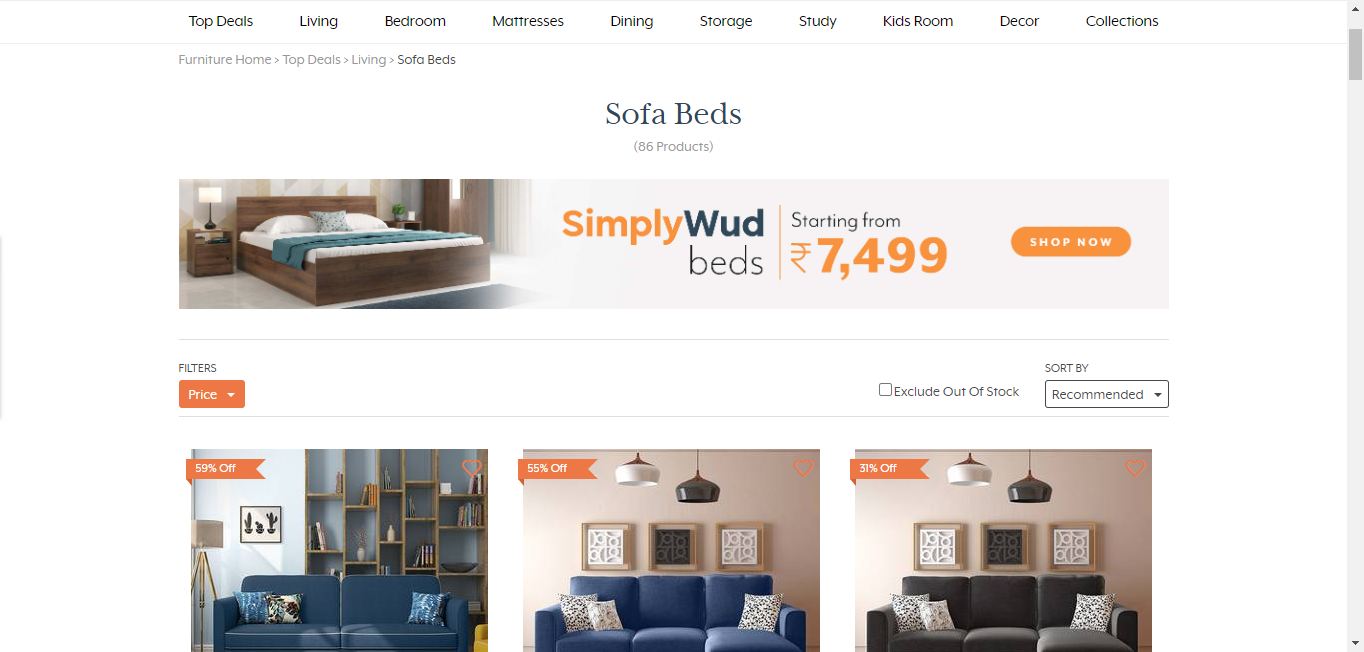 Top Deals Living Bedroom Mattresses Dining Storage Study Kids Room Decor Collections
Furniture Home > Top Deals > Living > Sofa Beds
Sofa Beds
(86 Products)
SimplyWud
beds
Starting from
₹7,499
SHOP NOW
FILTERS
Price
Exclude Out Of Stock
SORT BY
Recommended
59% Off
55% Off
31% Off